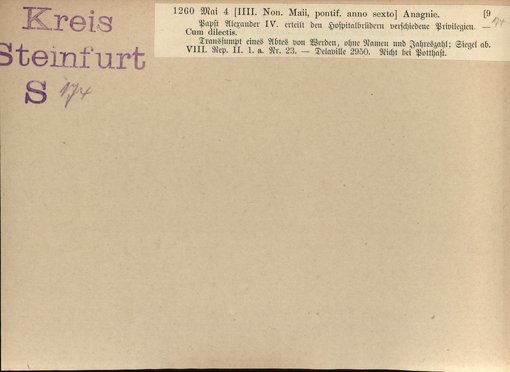 Kreis
Steinfurt
S 174
1260 Mai 4 [IIII. Non. Maii, pontif. anno sexto] Anagnie. [9
Papst Alexander IV. erteilt den Hospitalbrüdern verschiedene Privilegien. —
Cum dilectis.
Transsumpt eines Abtes von Werden, ohne Namen und Jahreszahl; Siegel ab.
VIII. Rep. II. 1. a. Nr. 23. — Delaville 2950. Nicht bei Potthast.